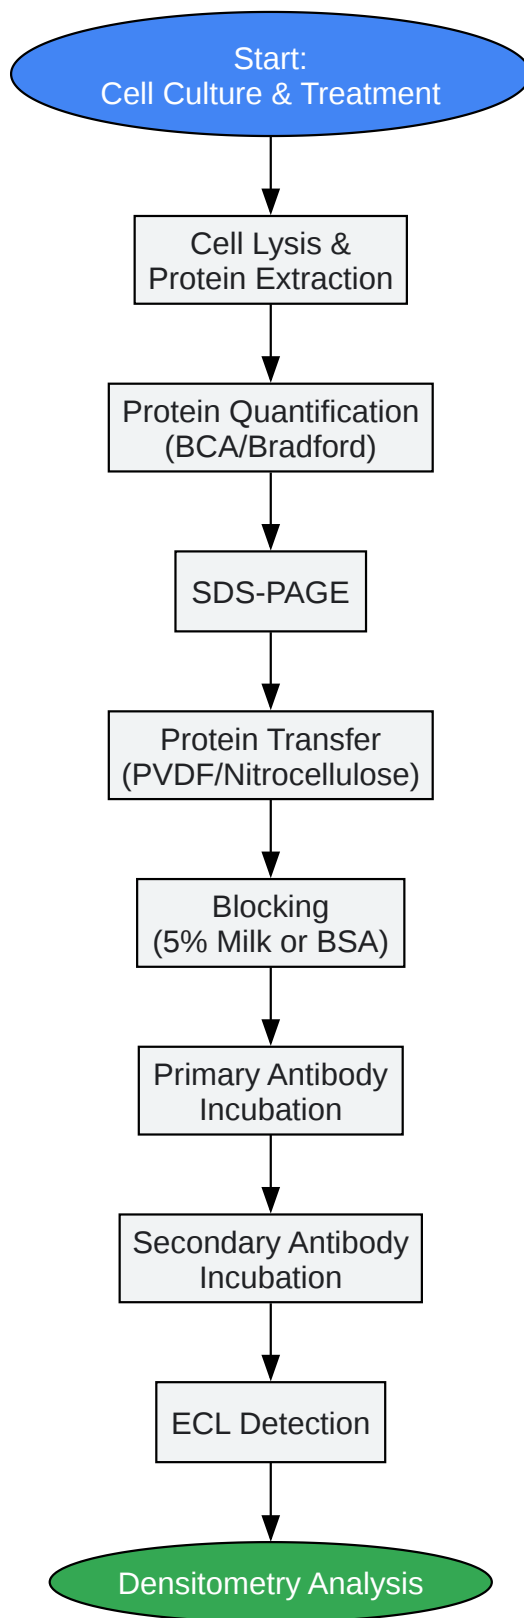 Start:
Cell Culture & Treatment
Cell Lysis &
Protein Extraction
Protein Quantification
(BCA/Bradford)
SDS-PAGE
Protein Transfer
(PVDF/Nitrocellulose)
Blocking
(5% Milk or BSA)
Primary Antibody
Incubation
Secondary Antibody
Incubation
ECL Detection
Densitometry Analysis